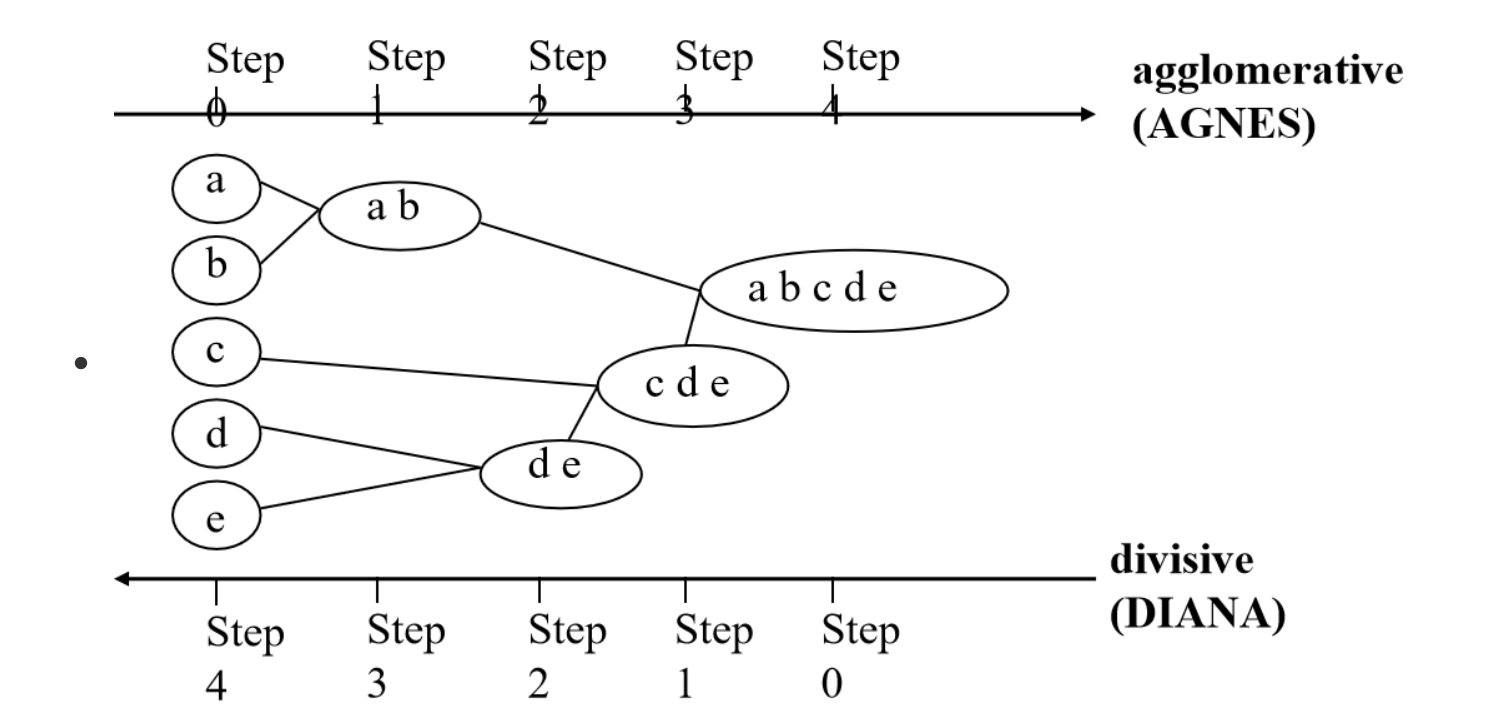 Step 0
Step 1
Step 2
Step 3
Step 4
agglomerative
(AGNES)
a
a b
b
a b c d e
c
c d e
d
d e
e
divisive
(DIANA)
Step 4
Step 3
Step 2
Step 1
Step 0